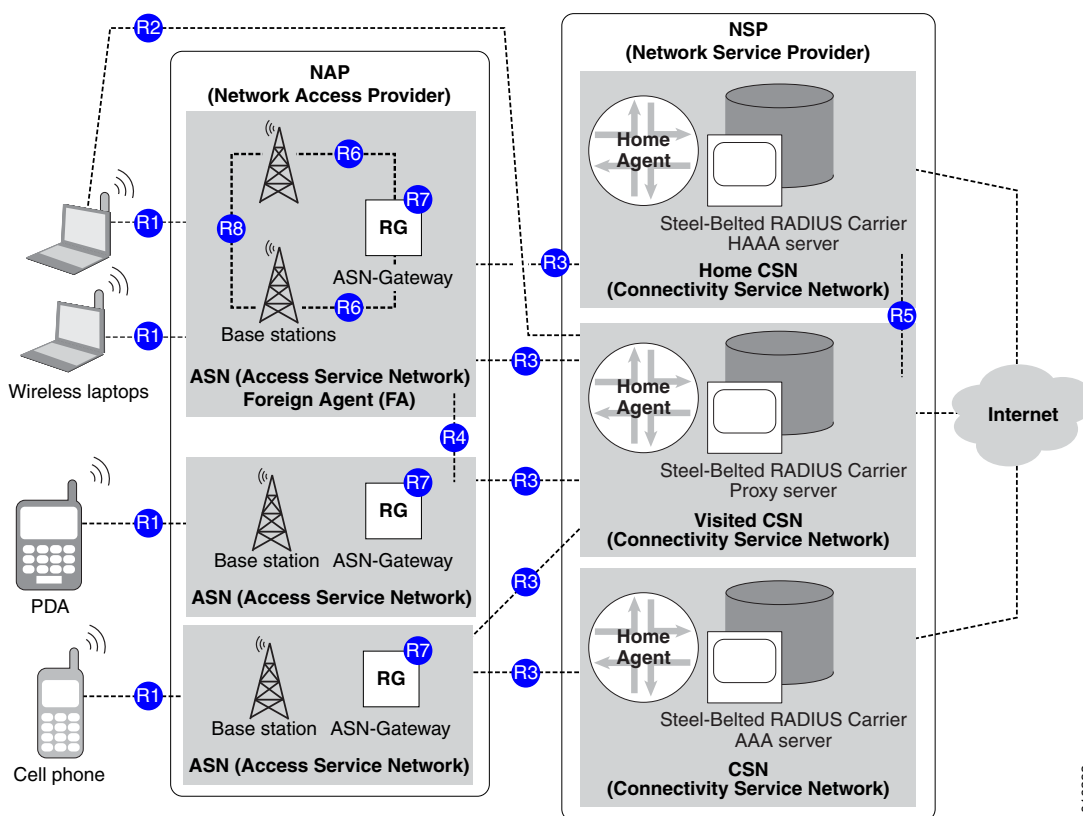 R2
NAP
(Network Access Provider)
R6
R7
R8
RG
ASN-Gateway
R6
Base stations
ASN (Access Service Network)
Foreign Agent (FA)
R1
R1
Wireless laptops
R4
R7
RG
Base station
ASN-Gateway
ASN (Access Service Network)
R1
PDA
R7
RG
Base station
ASN-Gateway
ASN (Access Service Network)
R1
Cell phone
R3
R3
R3
R3
R3
NSP
(Network Service Provider)
Home
Agent
Steel-Belted RADIUS Carrier
HAAA server
Home CSN
(Connectivity Service Network)
R5
Home
Agent
Steel-Belted RADIUS Carrier
Proxy server
Visited CSN
(Connectivity Service Network)
Home
Agent
Steel-Belted RADIUS Carrier
AAA server
CSN
(Connectivity Service Network)
Internet